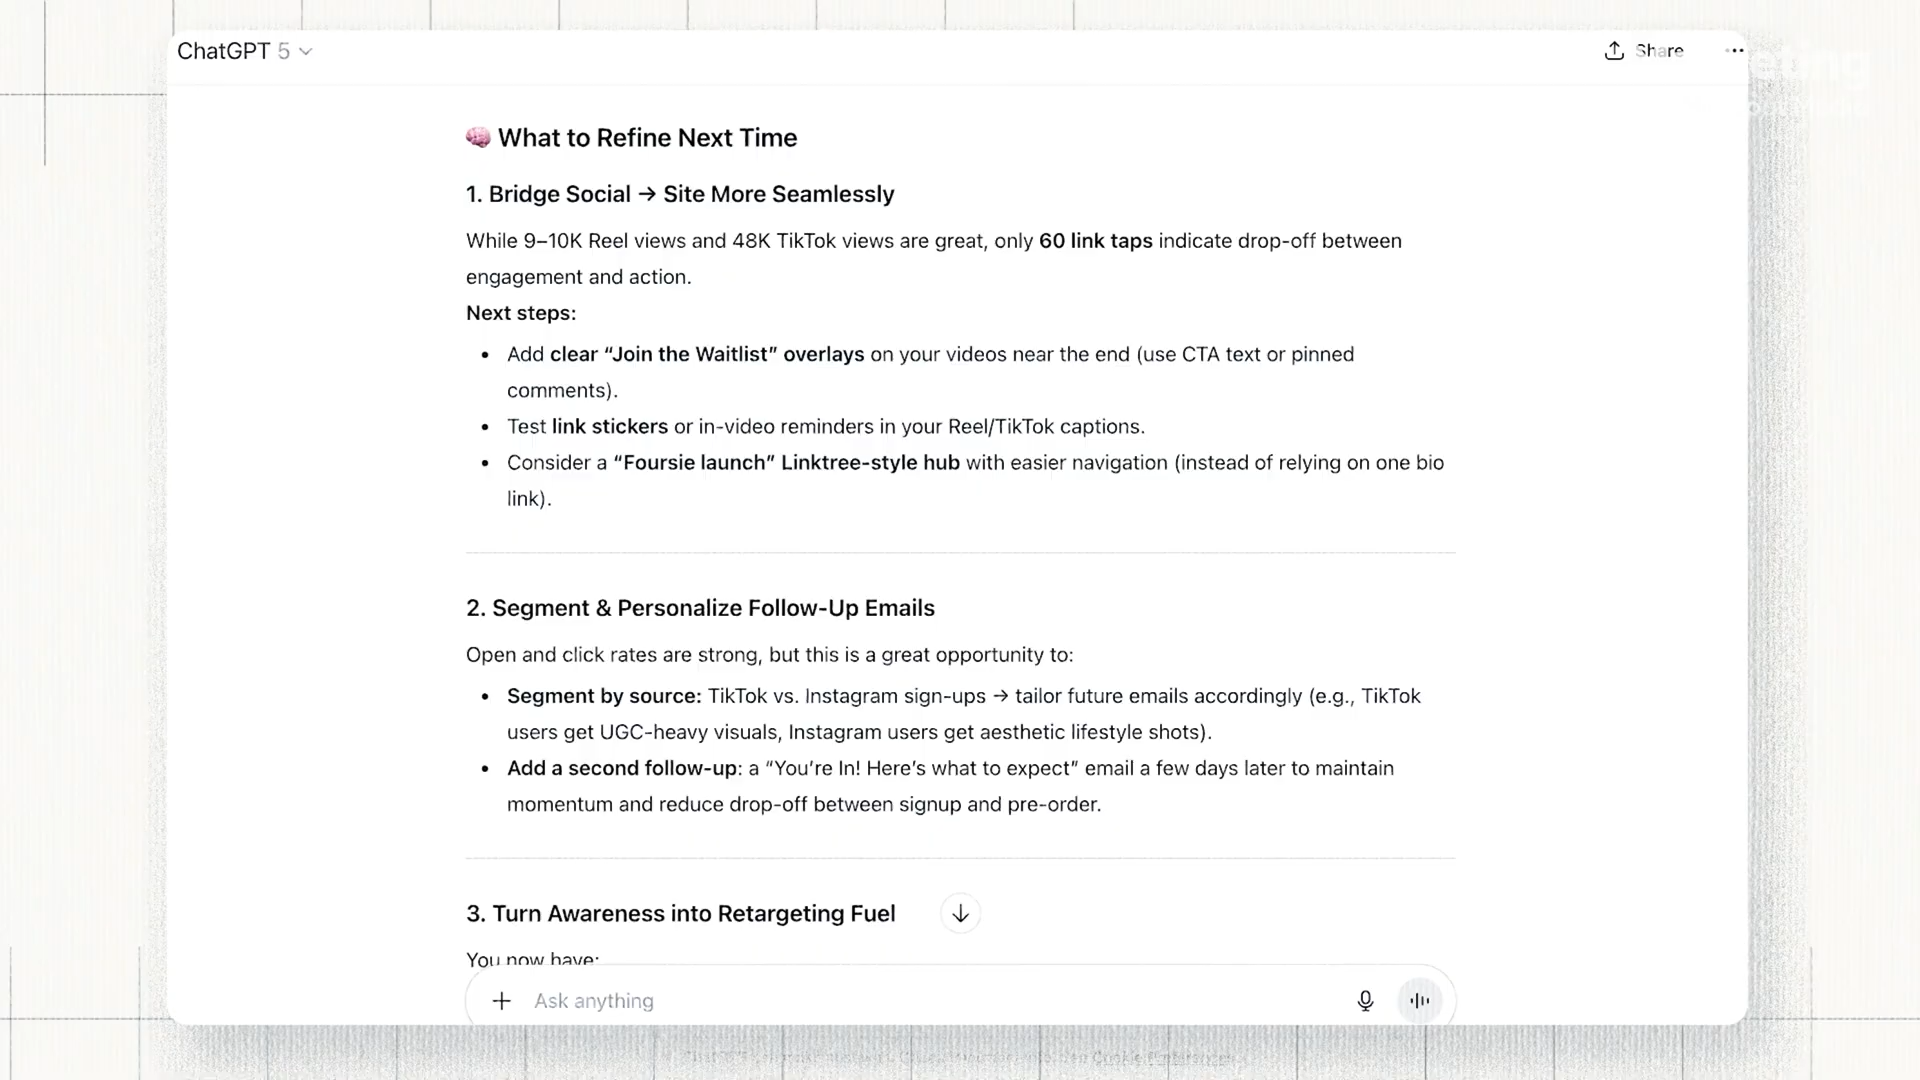 ChatGPT 5
Share
🧠 What to Refine Next Time
1. Bridge Social → Site More Seamlessly
While 9–10K Reel views and 48K TikTok views are great, only 60 link taps indicate drop-off between
engagement and action.
Next steps:
• Add clear “Join the Waitlist” overlays on your videos near the end (use CTA text or pinned
comments).
• Test link stickers or in-video reminders in your Reel/TikTok captions.
• Consider a “Foursie launch” Linktree-style hub with easier navigation (instead of relying on one bio
link).
2. Segment & Personalize Follow-Up Emails
Open and click rates are strong, but this is a great opportunity to:
• Segment by source: TikTok vs. Instagram sign-ups → tailor future emails accordingly (e.g., TikTok
users get UGC-heavy visuals, Instagram users get aesthetic lifestyle shots).
• Add a second follow-up: a “You’re In! Here’s what to expect” email a few days later to maintain
momentum and reduce drop-off between signup and pre-order.
3. Turn Awareness into Retargeting Fuel
You now have:
Ask anything